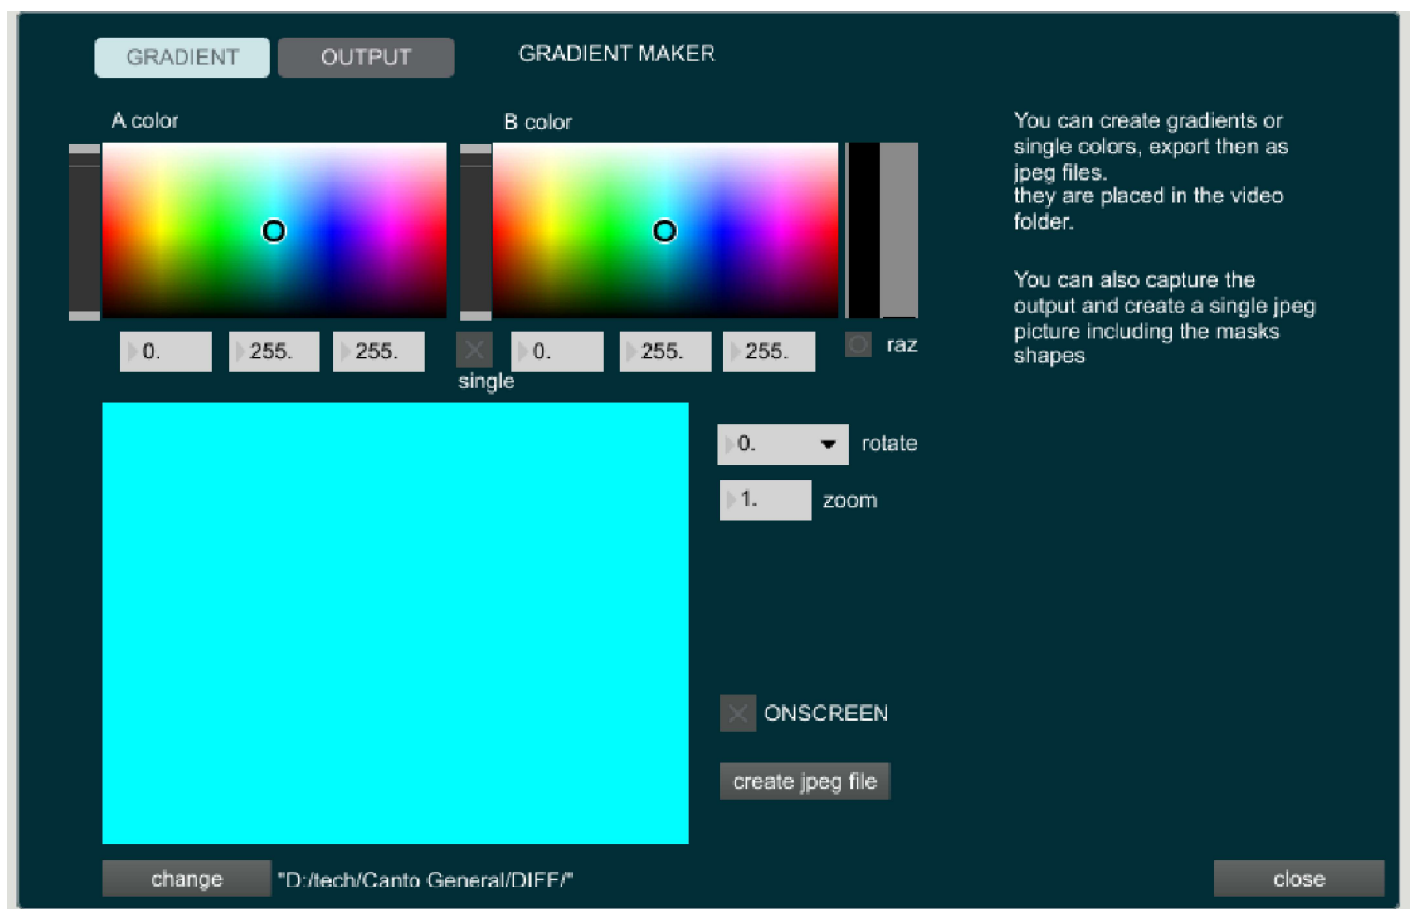 GRADIENT OUTPUT GRADIENT MAKER
A color B color
You can create gradients or
single colors, export then as
jpeg files.
they are placed in the video
folder.
You can also capture the
output and create a single jpeg
picture including the masks
shapes
0. 255. 255. X 0. 255. 255. raz
single
0. rotate
1. zoom
X ONSCREEN
create jpeg file
change "D:/tech/Canto General/DIFF/" close